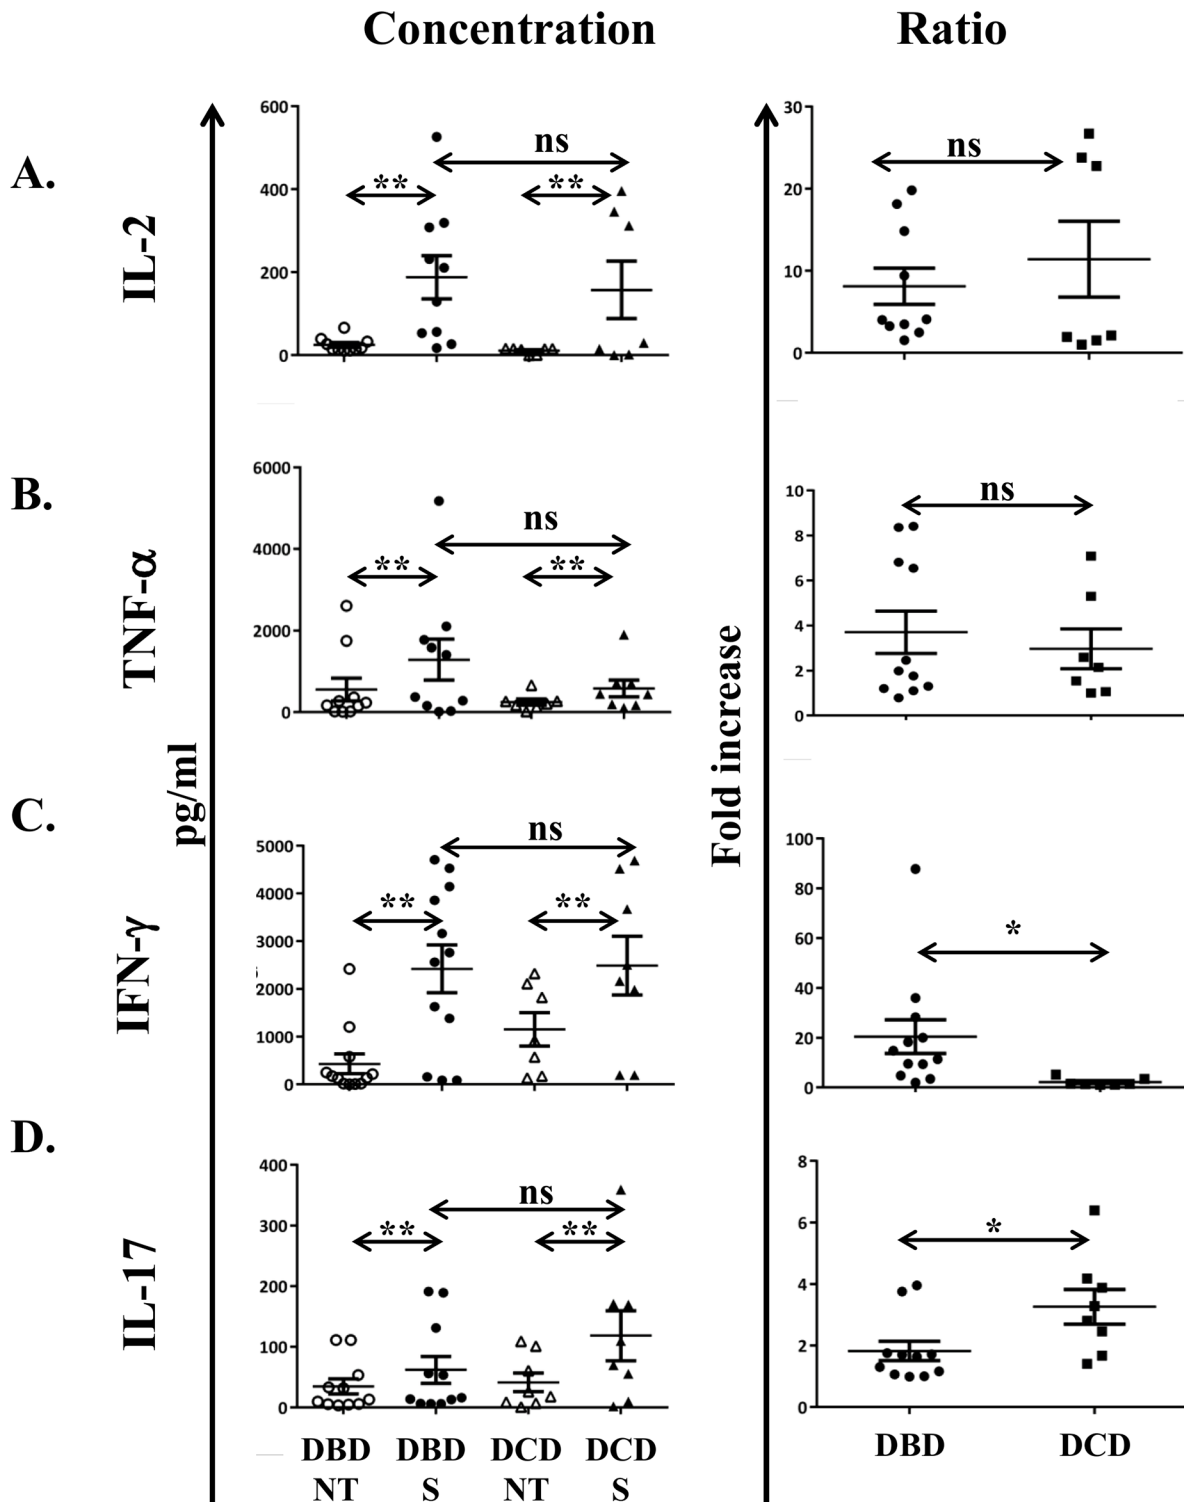 Concentration
Ratio
A.
IL-2
600
400
200
0
**
ns
**
30
20
10
0
ns
B.
TNF-α
6000
4000
2000
0
**
ns
**
10
8
6
4
2
0
ns
pg/ml
Fold increase
C.
IFN-γ
5000
4000
3000
2000
1000
0
**
ns
**
100
80
60
40
20
0
*
D.
IL-17
400
300
200
100
0
**
ns
**
8
6
4
2
0
*
DBD DBD DCD DCD
NT S NT S
DBD DCD